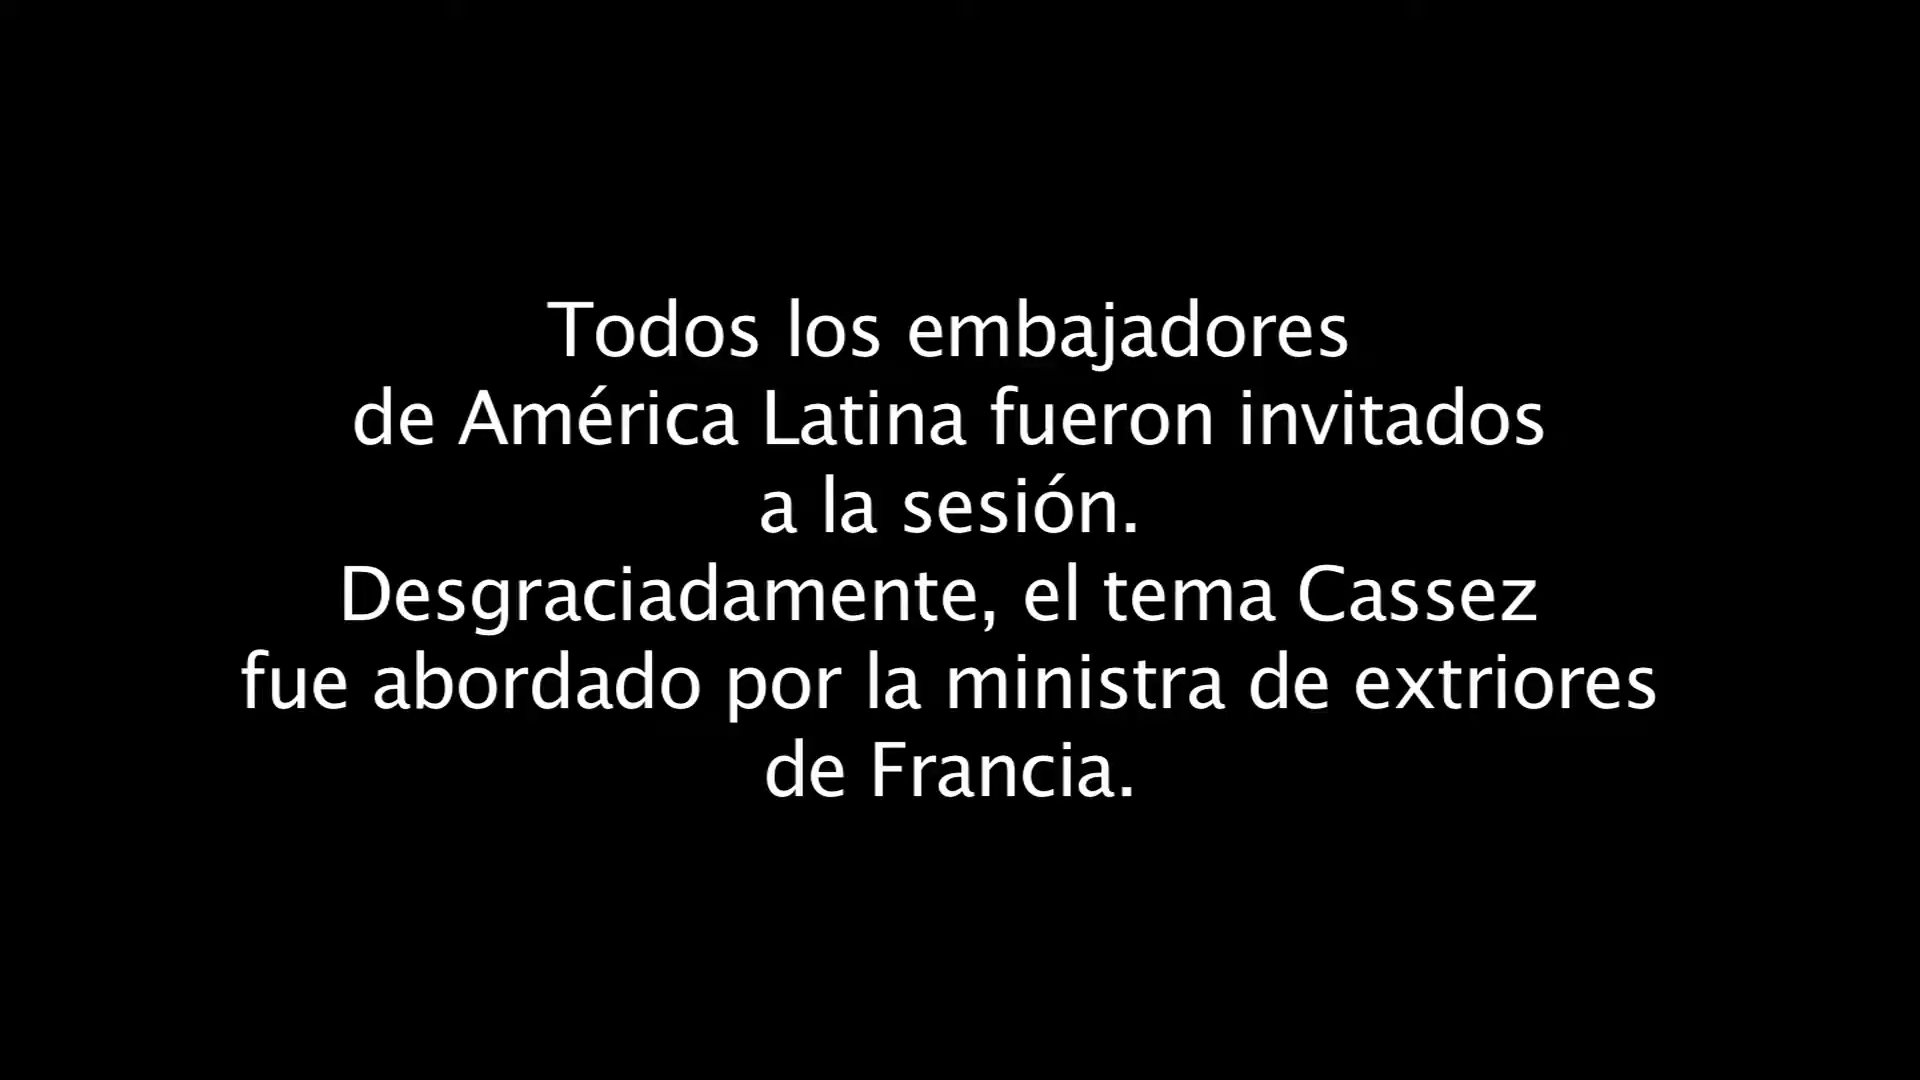 Todos los embajadores
de América Latina fueron invitados
a la sesión.
Desgraciadamente, el tema Cassez
fue abordado por la ministra de extriores
de Francia.